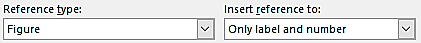 Reference type: Insert reference to:
Figure Only label and number